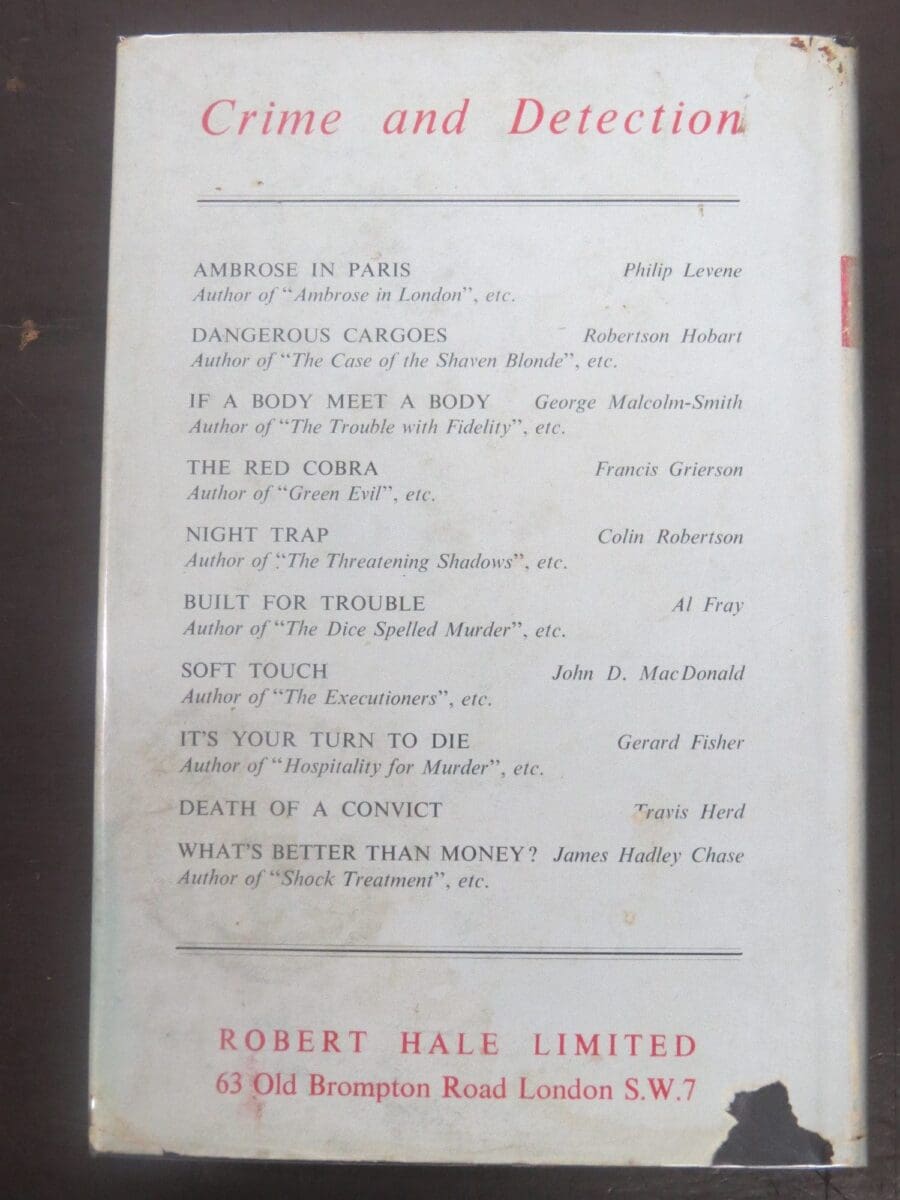 Crime and Detection
AMBROSE IN PARIS Philip Levene
Author of "Ambrose in London", etc.
DANGEROUS CARGOES Robertson Hobart
Author of "The Case of the Shaven Blonde", etc.
IF A BODY MEET A BODY George Malcolm-Smith
Author of "The Trouble with Fidelity", etc.
THE RED COBRA Francis Grierson
Author of "Green Evil", etc.
NIGHT TRAP Colin Robertson
Author of "The Threatening Shadows", etc.
BUILT FOR TROUBLE Al Fray
Author of "The Dice Spelled Murder", etc.
SOFT TOUCH John D. MacDonald
Author of "The Executioners", etc.
IT'S YOUR TURN TO DIE Gerard Fisher
Author of "Hospitality for Murder", etc.
DEATH OF A CONVICT Travis Herd
WHAT'S BETTER THAN MONEY? James Hadley Chase
Author of "Shock Treatment", etc.
ROBERT HALE LIMITED
63 Old Brompton Road London S.W.7